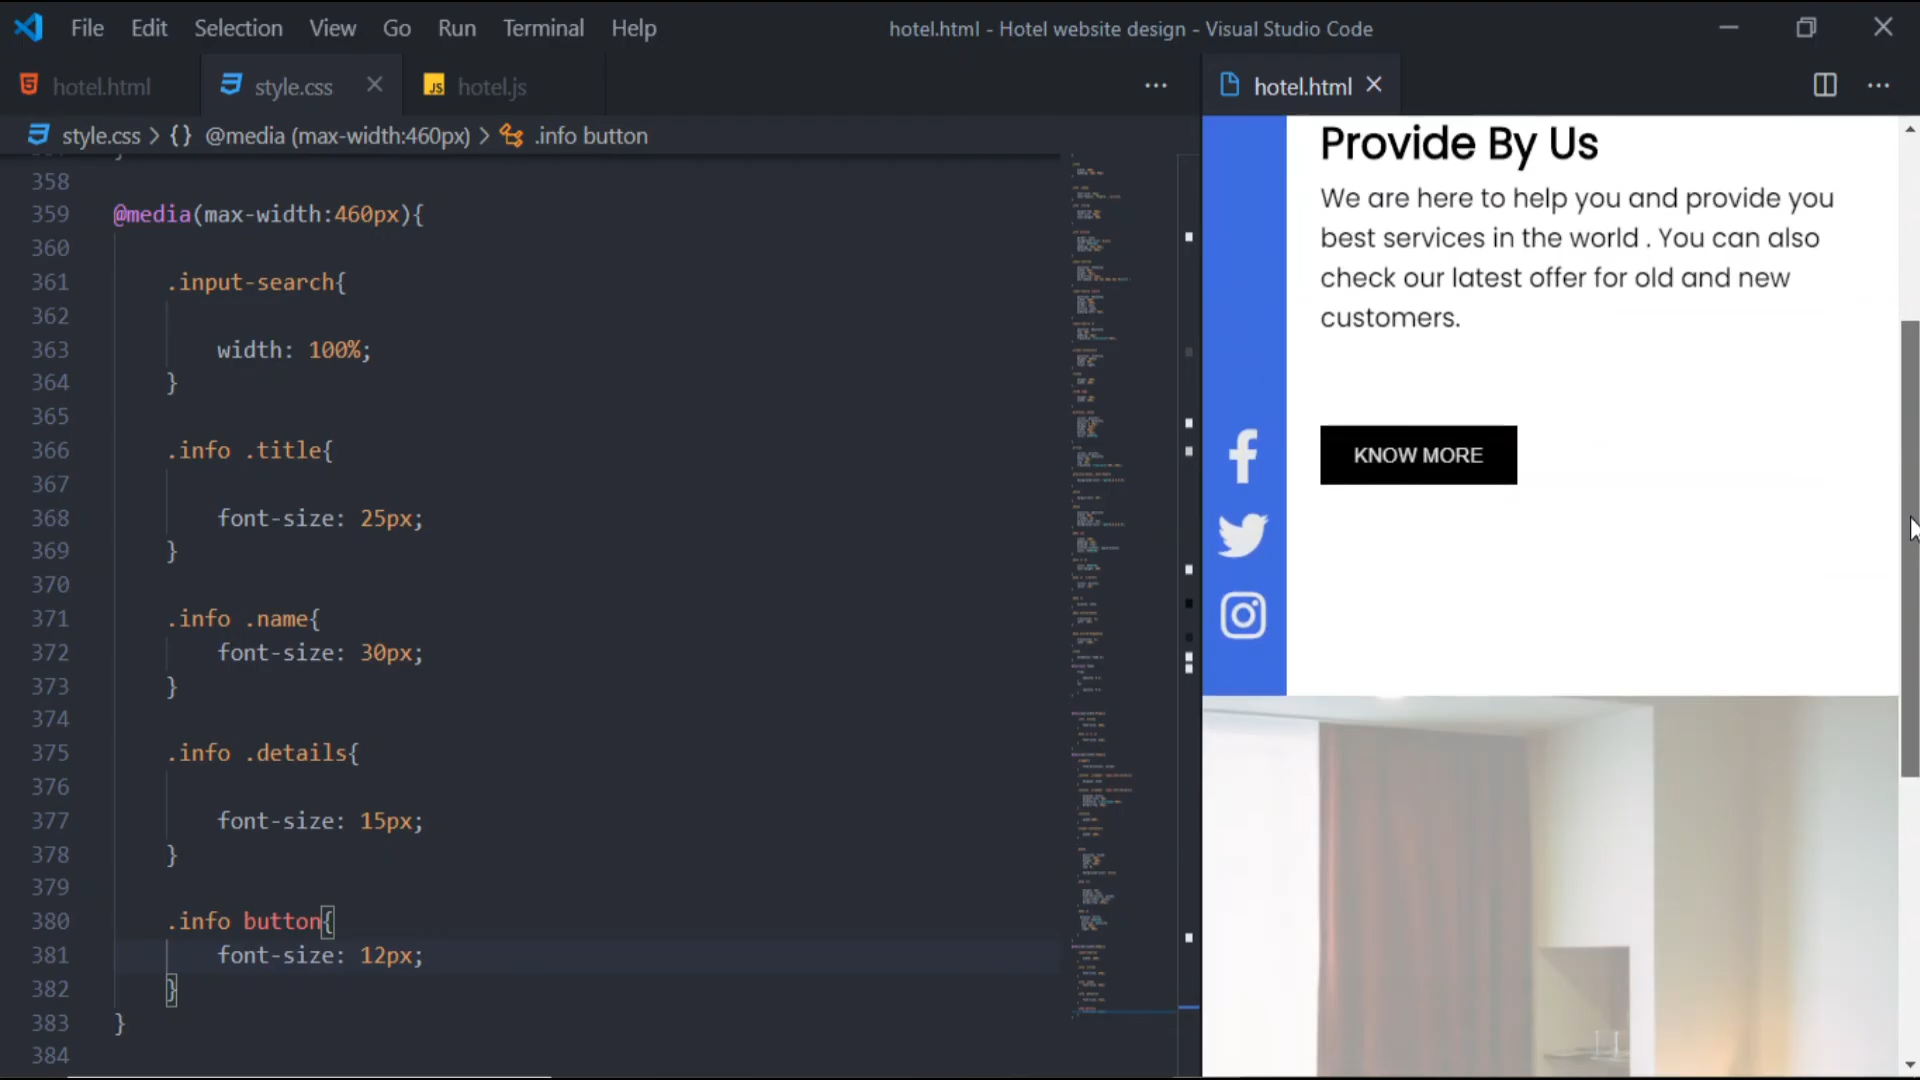 File Edit Selection View Go Run Terminal Help
hotel.html - Hotel website design - Visual Studio Code
hotel.html
style.css
JS hotel.js
hotel.html
style.css > {} @media (max-width:460px) > .info button
358
359 @media(max-width:460px){
360
361 .input-search{
362
363 width: 100%;
364 }
365
366 .info .title{
367
368 font-size: 25px;
369 }
370
371 .info .name{
372 font-size: 30px;
373 }
374
375 .info .details{
376
377 font-size: 15px;
378 }
379
380 .info button{
381 font-size: 12px;
382 }
383 }
384
Provide By Us
We are here to help you and provide you
best services in the world . You can also
check our latest offer for old and new
customers.
KNOW MORE